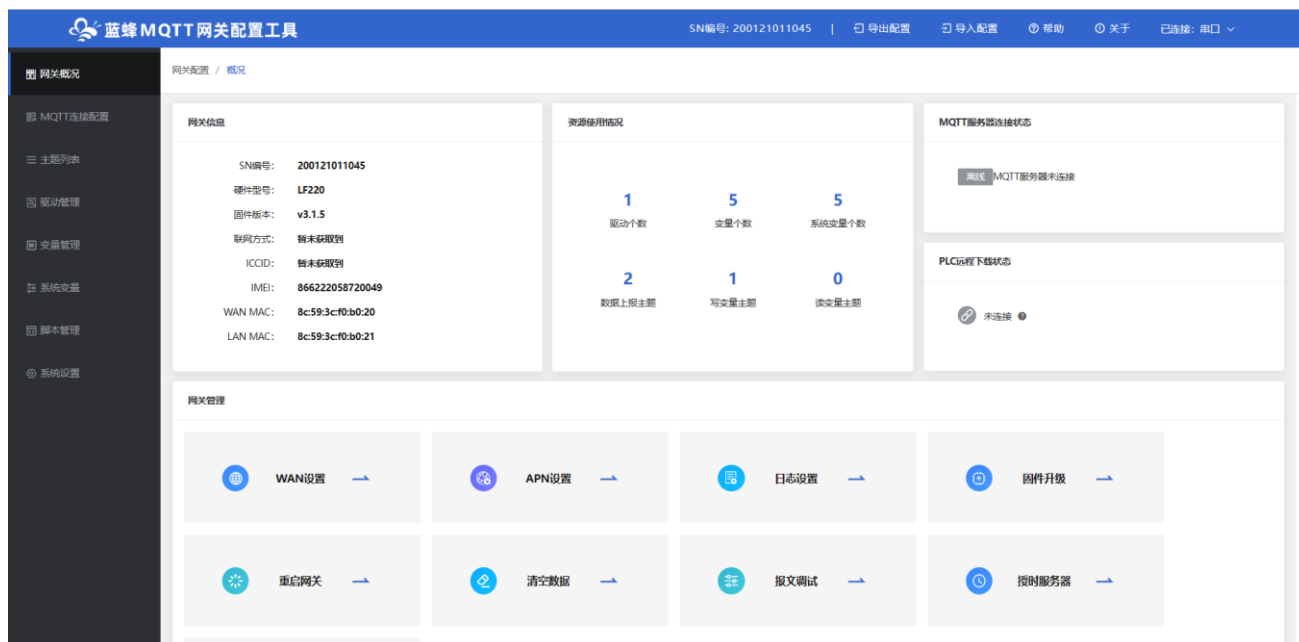 蓝蜂MQTT网关配置工具
SN编号: 200121011045 | 导出配置 导入配置 帮助 关于 已连接: 串口
网关概况
MQTT连接配置
主题列表
驱动管理
变量管理
系统变量
脚本管理
系统设置
网关配置 / 概况
网关信息
SN编号: 200121011045
硬件型号: LF220
固件版本: v3.1.5
联网方式: 暂未获取到
ICCID: 暂未获取到
IMEI: 866222058720049
WAN MAC: 8c:59:3c:f0:b0:20
LAN MAC: 8c:59:3c:f0:b0:21
资源使用情况
1 5 5
驱动个数 变量个数 系统变量个数
2 1 0
数据上报主题 写变量主题 读变量主题
MQTT服务器连接状态
离线 MQTT服务器未连接
PLC远程下载状态
未连接
网关管理
WAN设置 APN设置 日志设置 固件升级
重启网关 清空数据 报文调试 授时服务器